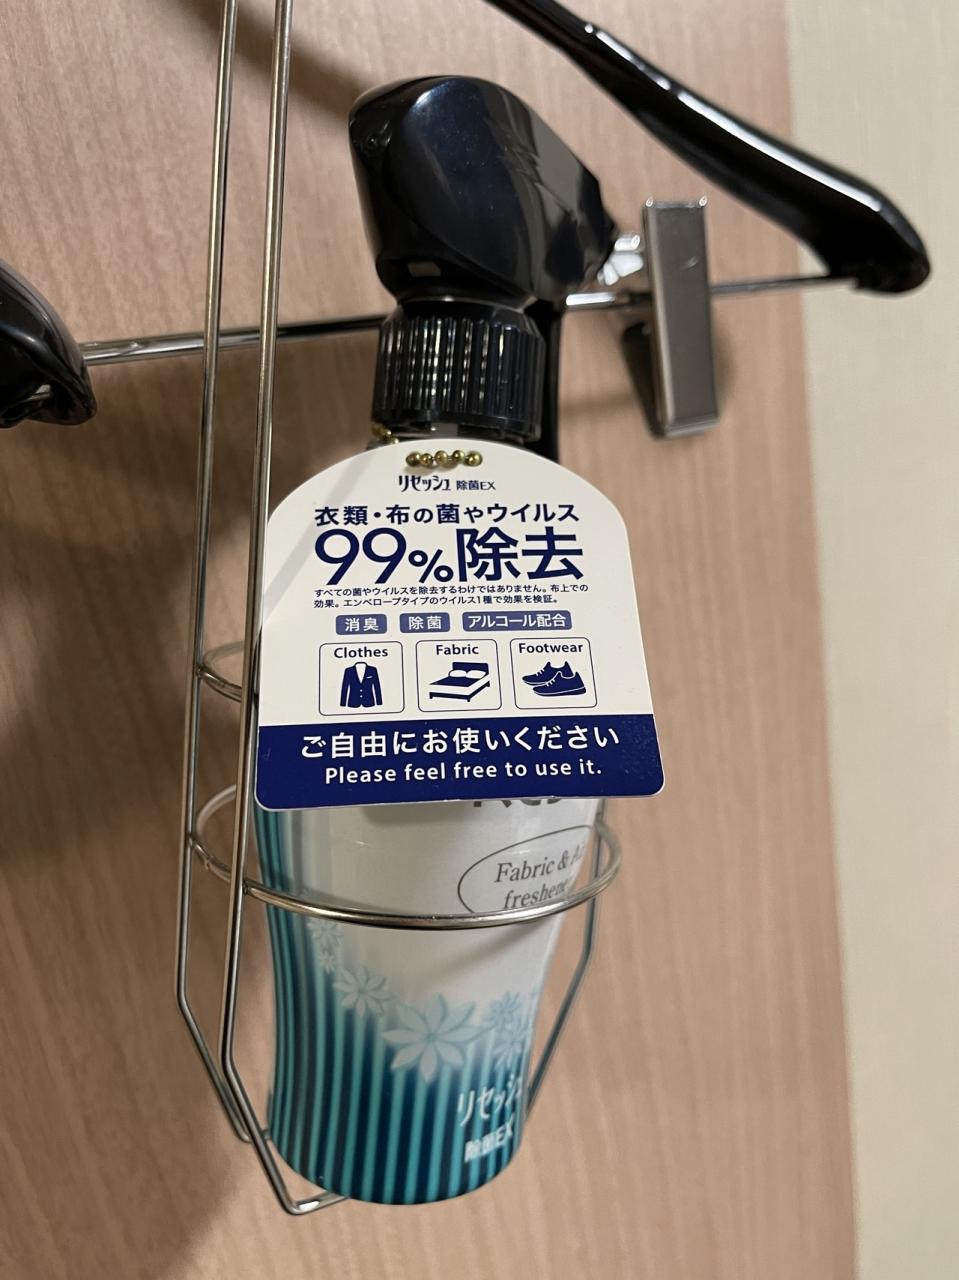 リセッシュ 除菌EX
衣類・布の菌やウイルス
99%除去
すべての菌やウイルスを除去するわけではありません。布上での
効果。エンベロープタイプのウイルス1種で効果を検証。
消臭 除菌 アルコール配合
Clothes Fabric Footwear
ご自由にお使いください
Please feel free to use it.
Fabric & Ai
freshene
リセッシュ
除菌EX